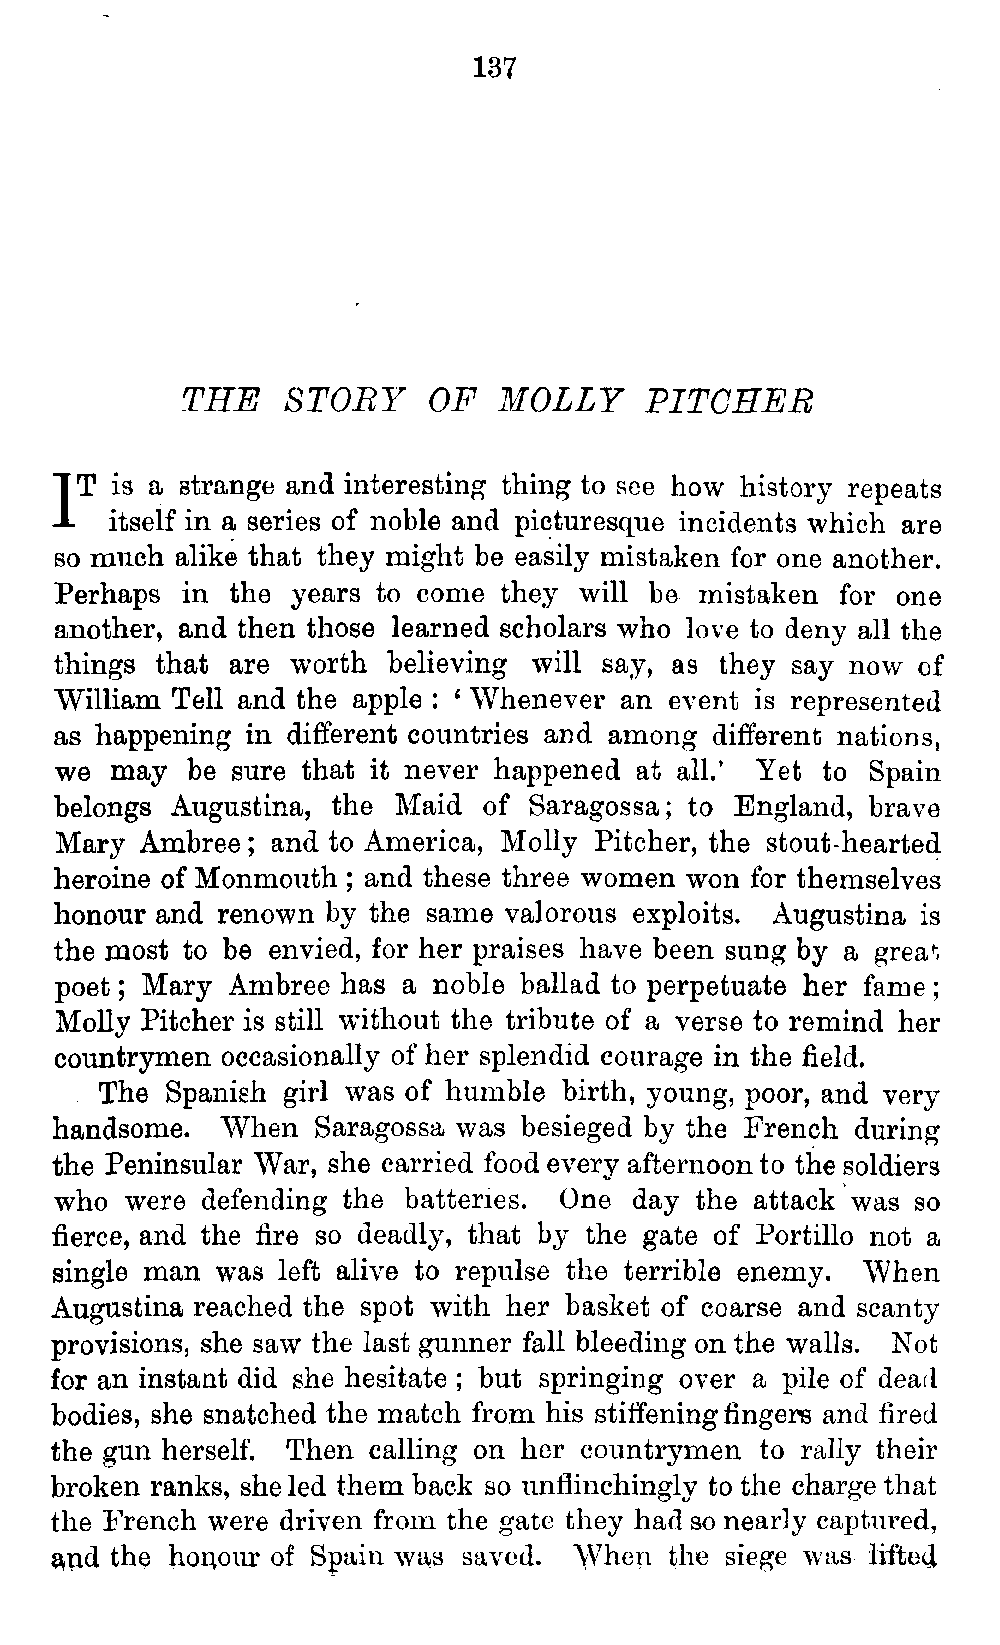 137
THE STORY OF MOLLY PITCHER
IT is a strange and interesting thing to see how history repeats
itself in a series of noble and picturesque incidents which are
so much alike that they might be easily mistaken for one another.
Perhaps in the years to come they will be mistaken for one
another, and then those learned scholars who love to deny all the
things that are worth believing will say, as they say now of
William Tell and the apple : ‘ Whenever an event is represented
as happening in different countries and among different nations,
we may be sure that it never happened at all.’ Yet to Spain
belongs Augustina, the Maid of Saragossa; to England, brave
Mary Ambree; and to America, Molly Pitcher, the stout-hearted
heroine of Monmouth ; and these three women won for themselves
honour and renown by the same valorous exploits. Augustina is
the most to be envied, for her praises have been sung by a great
poet ; Mary Ambree has a noble ballad to perpetuate her fame ;
Molly Pitcher is still without the tribute of a verse to remind her
countrymen occasionally of her splendid courage in the field.
The Spanish girl was of humble birth, young, poor, and very
handsome. When Saragossa was besieged by the French during
the Peninsular War, she carried food every afternoon to the soldiers
who were defending the batteries. One day the attack was so
fierce, and the fire so deadly, that by the gate of Portillo not a
single man was left alive to repulse the terrible enemy. When
Augustina reached the spot with her basket of coarse and scanty
provisions, she saw the last gunner fall bleeding on the walls. Not
for an instant did she hesitate ; but springing over a pile of dead
bodies, she snatched the match from his stiffening fingers and fired
the gun herself. Then calling on her countrymen to rally their
broken ranks, she led them back so unflinchingly to the charge that
the French were driven from the gate they had so nearly captured,
and the honour of Spain was saved. When the siege was lifted